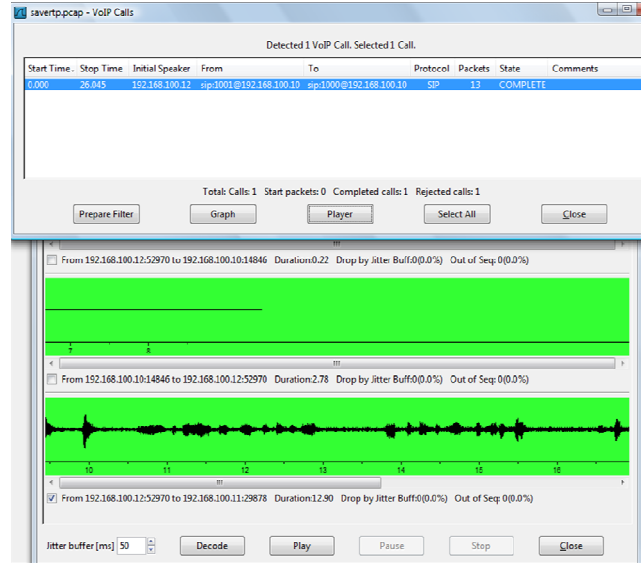 savertp.pcap - VoIP Calls
Detected 1 VoIP Call. Selected 1 Call.
Start Time. Stop Time Initial Speaker From To Protocol Packets State Comments
0.000 26.045 192.168.100.12 sip:1001@192.168.100.10 sip:1000@192.168.100.10 SIP 13 COMPLETE
Total: Calls: 1 Start packets: 0 Completed calls: 1 Rejected calls: 1
Prepare Filter Graph Player Select All Close
From 192.168.100.12:52970 to 192.168.100.10:14846 Duration:0.22 Drop by Jitter Buff:0(0.0%) Out of Seq: 0(0.0%)
7 8
From 192.168.100.10:14846 to 192.168.100.12:52970 Duration:2.78 Drop by Jitter Buff:0(0.0%) Out of Seq: 0(0.0%)
10 11 12 13 14 15 16
From 192.168.100.12:52970 to 192.168.100.11:29878 Duration:12.90 Drop by Jitter Buff:0(0.0%) Out of Seq: 0(0.0%)
Jitter buffer [ms] 50 Decode Play Pause Stop Close